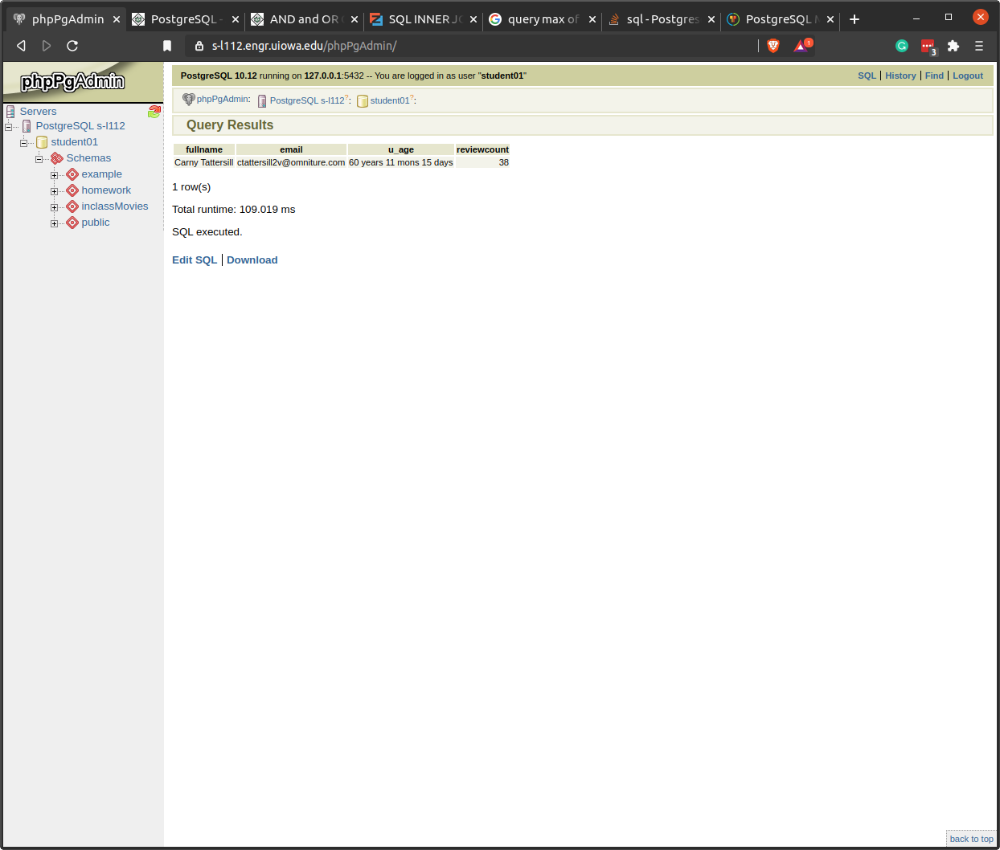 phpPgAdmin
PostgreSQL -
AND and OR
SQL INNER JO
query max of
sql - Postgres
PostgreSQL
s-l112.engr.uiowa.edu/phpPgAdmin/
1
G
3
phpPgAdmin
Servers
PostgreSQL s-l112
student01
Schemas
example
homework
inclassMovies
public
PostgreSQL 10.12 running on 127.0.0.1:5432 -- You are logged in as user "student01"
SQL | History | Find | Logout
phpPgAdmin: PostgreSQL s-l112?: student01?:
Query Results
fullname email u_age reviewcount
Carny Tattersill ctattersill2v@omniture.com 60 years 11 mons 15 days 38
1 row(s)
Total runtime: 109.019 ms
SQL executed.
Edit SQL | Download
back to top